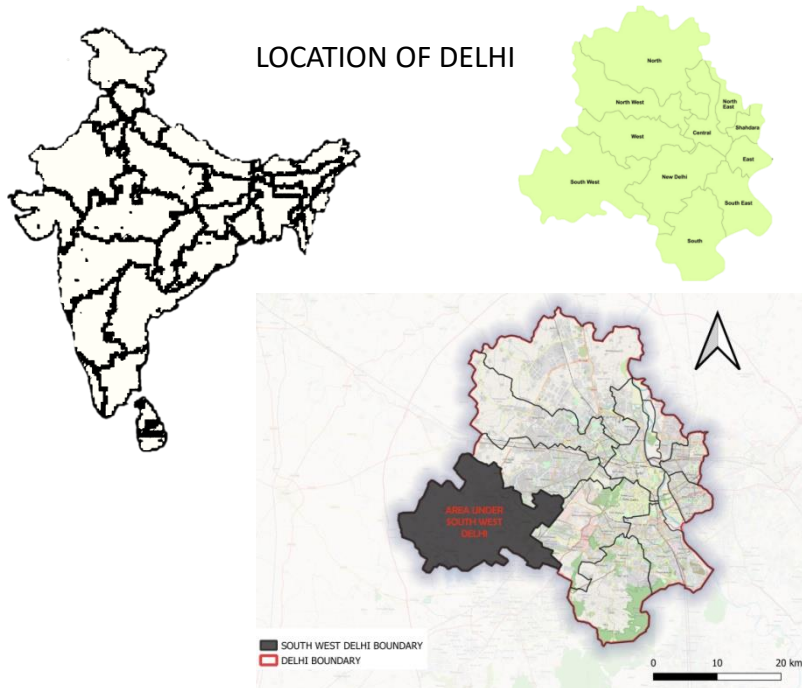 LOCATION OF DELHI
North
North West
North
East
West
Central
Shahdara
East
South West
New Delhi
South East
South
AREA UNDER
SOUTH WEST
DELHI
SOUTH WEST DELHI BOUNDARY
DELHI BOUNDARY
0 10 20 km